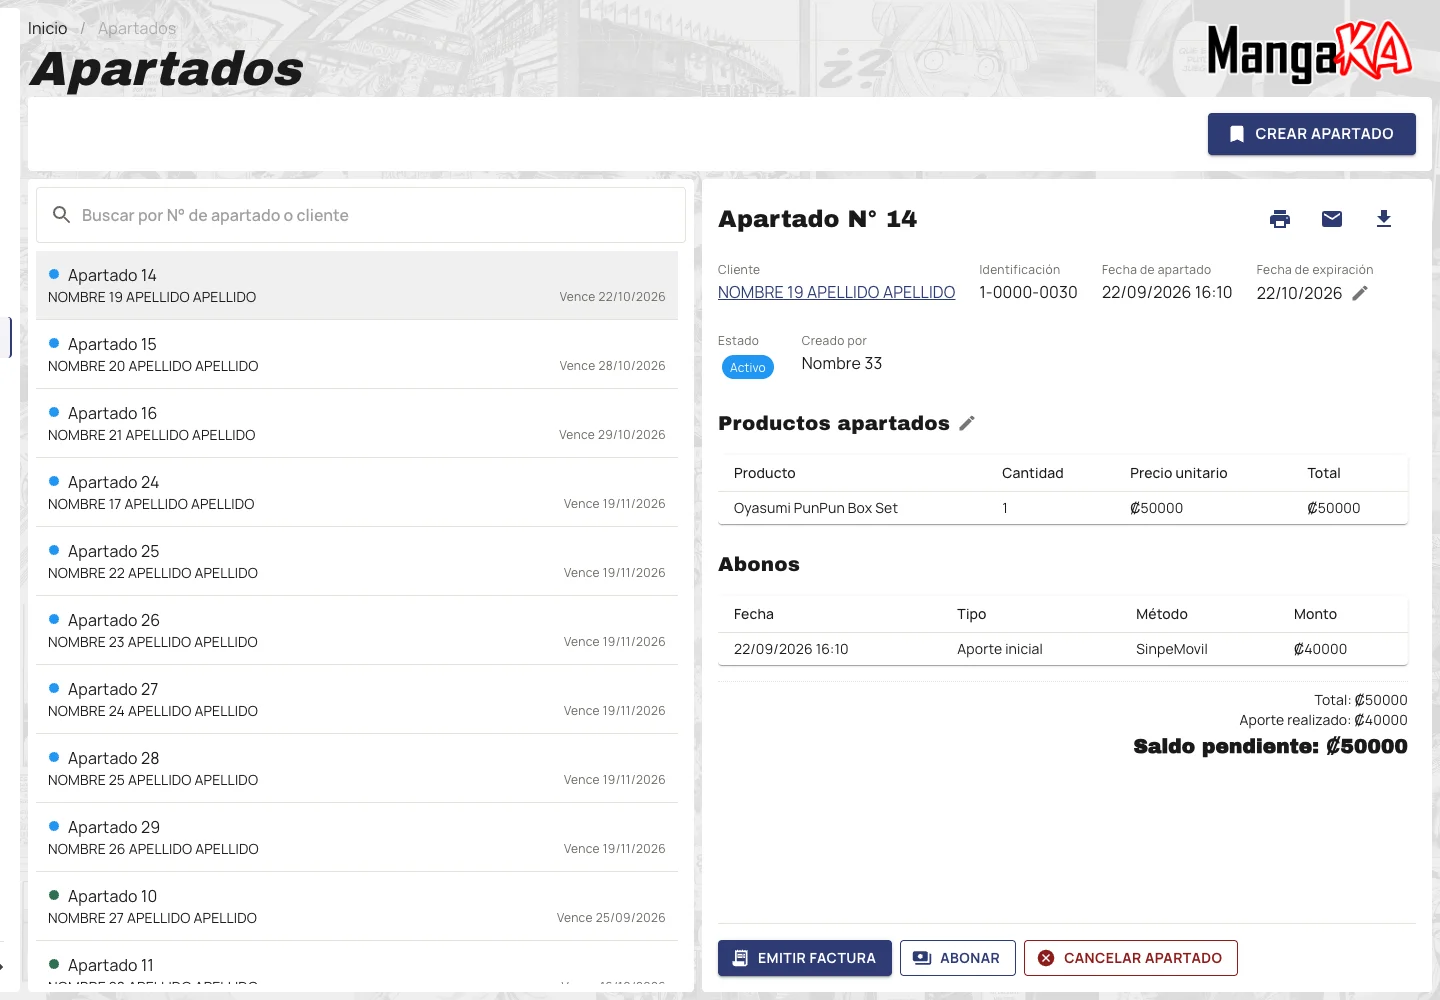 Inicio / Apartados
Apartados
MangaKA
CREAR APARTADO
Buscar por N° de apartado o cliente
Apartado 14
NOMBRE 19 APELLIDO APELLIDO Vence 22/10/2026
Apartado 15
NOMBRE 20 APELLIDO APELLIDO Vence 28/10/2026
Apartado 16
NOMBRE 21 APELLIDO APELLIDO Vence 29/10/2026
Apartado 24
NOMBRE 17 APELLIDO APELLIDO Vence 19/11/2026
Apartado 25
NOMBRE 22 APELLIDO APELLIDO Vence 19/11/2026
Apartado 26
NOMBRE 23 APELLIDO APELLIDO Vence 19/11/2026
Apartado 27
NOMBRE 24 APELLIDO APELLIDO Vence 19/11/2026
Apartado 28
NOMBRE 25 APELLIDO APELLIDO Vence 19/11/2026
Apartado 29
NOMBRE 26 APELLIDO APELLIDO Vence 19/11/2026
Apartado 10
NOMBRE 27 APELLIDO APELLIDO Vence 25/09/2026
Apartado 11
Apartado N° 14
Cliente Identificación Fecha de apartado Fecha de expiración
NOMBRE 19 APELLIDO APELLIDO 1-0000-0030 22/09/2026 16:10 22/10/2026
Estado Creado por
Activo Nombre 33
Productos apartados
Producto Cantidad Precio unitario Total
Oyasumi PunPun Box Set 1 ₡50000 ₡50000
Abonos
Fecha Tipo Método Monto
22/09/2026 16:10 Aporte inicial SinpeMovil ₡40000
Total: ₡50000
Aporte realizado: ₡40000
Saldo pendiente: ₡50000
EMITIR FACTURA ABONAR CANCELAR APARTADO